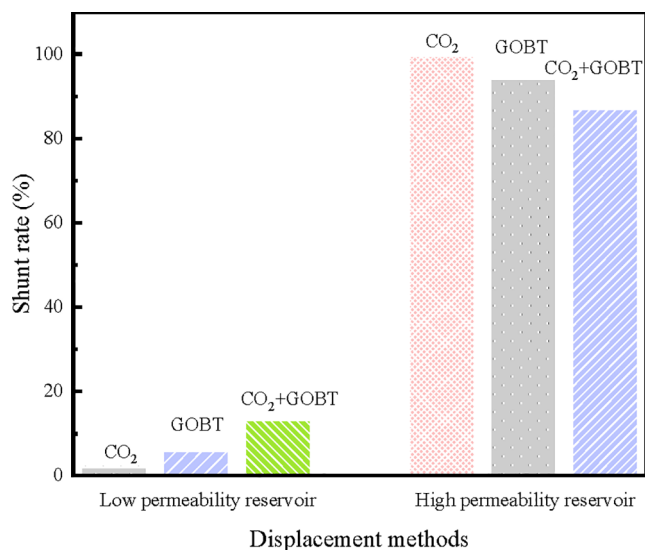 Shunt rate (%)
100
80
60
40
20
0
CO₂
GOBT
CO₂+GOBT
CO₂
GOBT
CO₂+GOBT
Low permeability reservoir
High permeability reservoir
Displacement methods